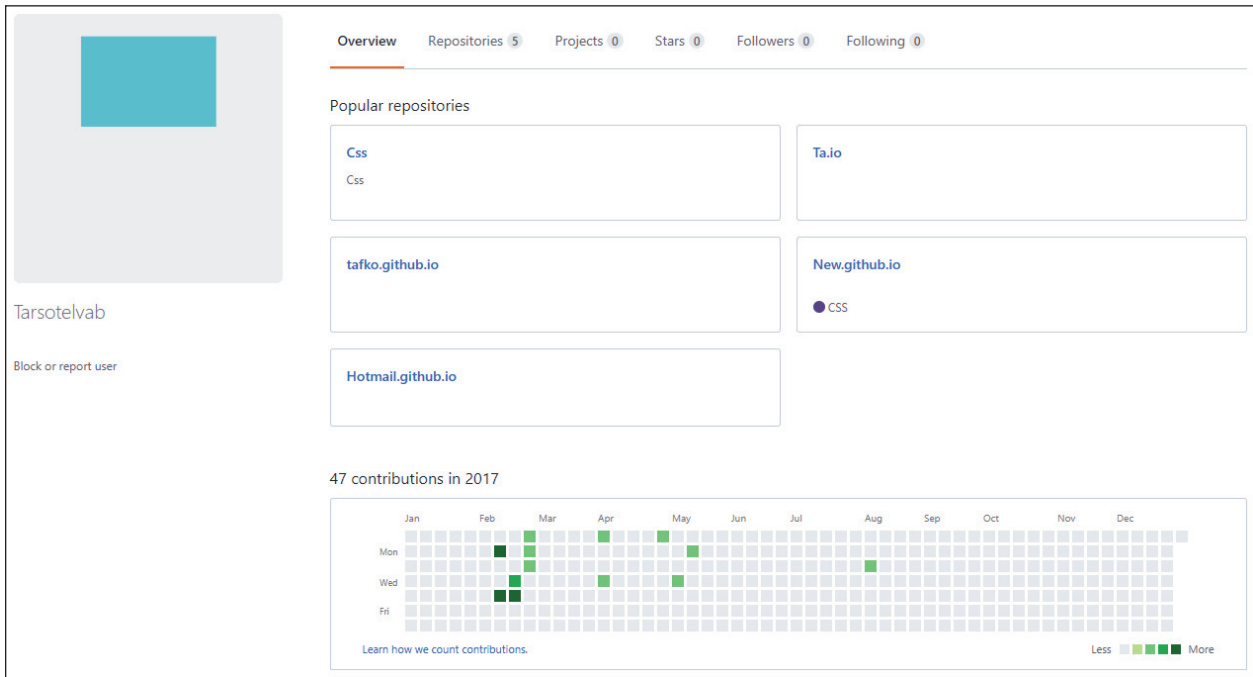 Overview Repositories 5 Projects 0 Stars 0 Followers 0 Following 0
Popular repositories
Css
Css
Ta.io
tafko.github.io
New.github.io
CSS
Hotmail.github.io
Tarsotelvab
Block or report user
47 contributions in 2017
Jan Feb Mar Apr May Jun Jul Aug Sep Oct Nov Dec
Mon
Wed
Fri
Learn how we count contributions.
Less More